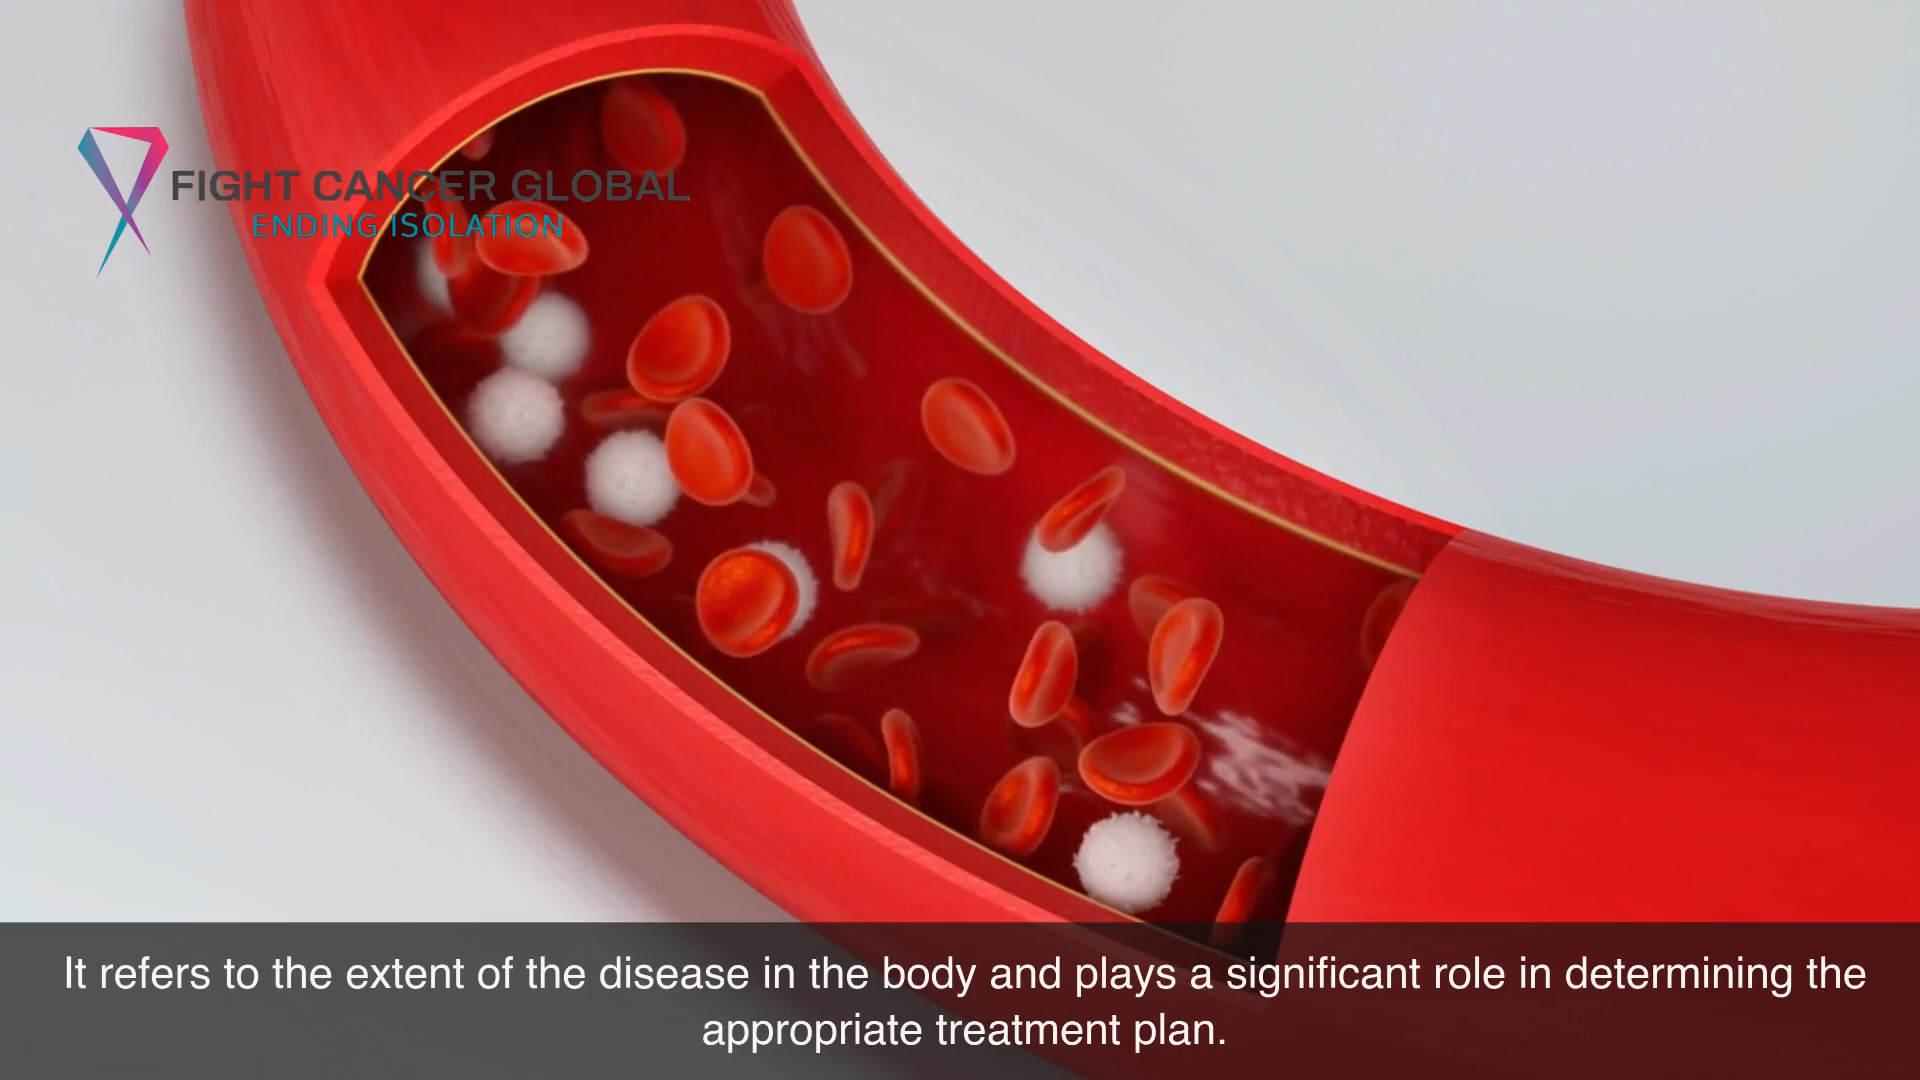 FIGHT CANCER GLOBAL
ENDING ISOLATION
It refers to the extent of the disease in the body and plays a significant role in determining the
appropriate treatment plan.